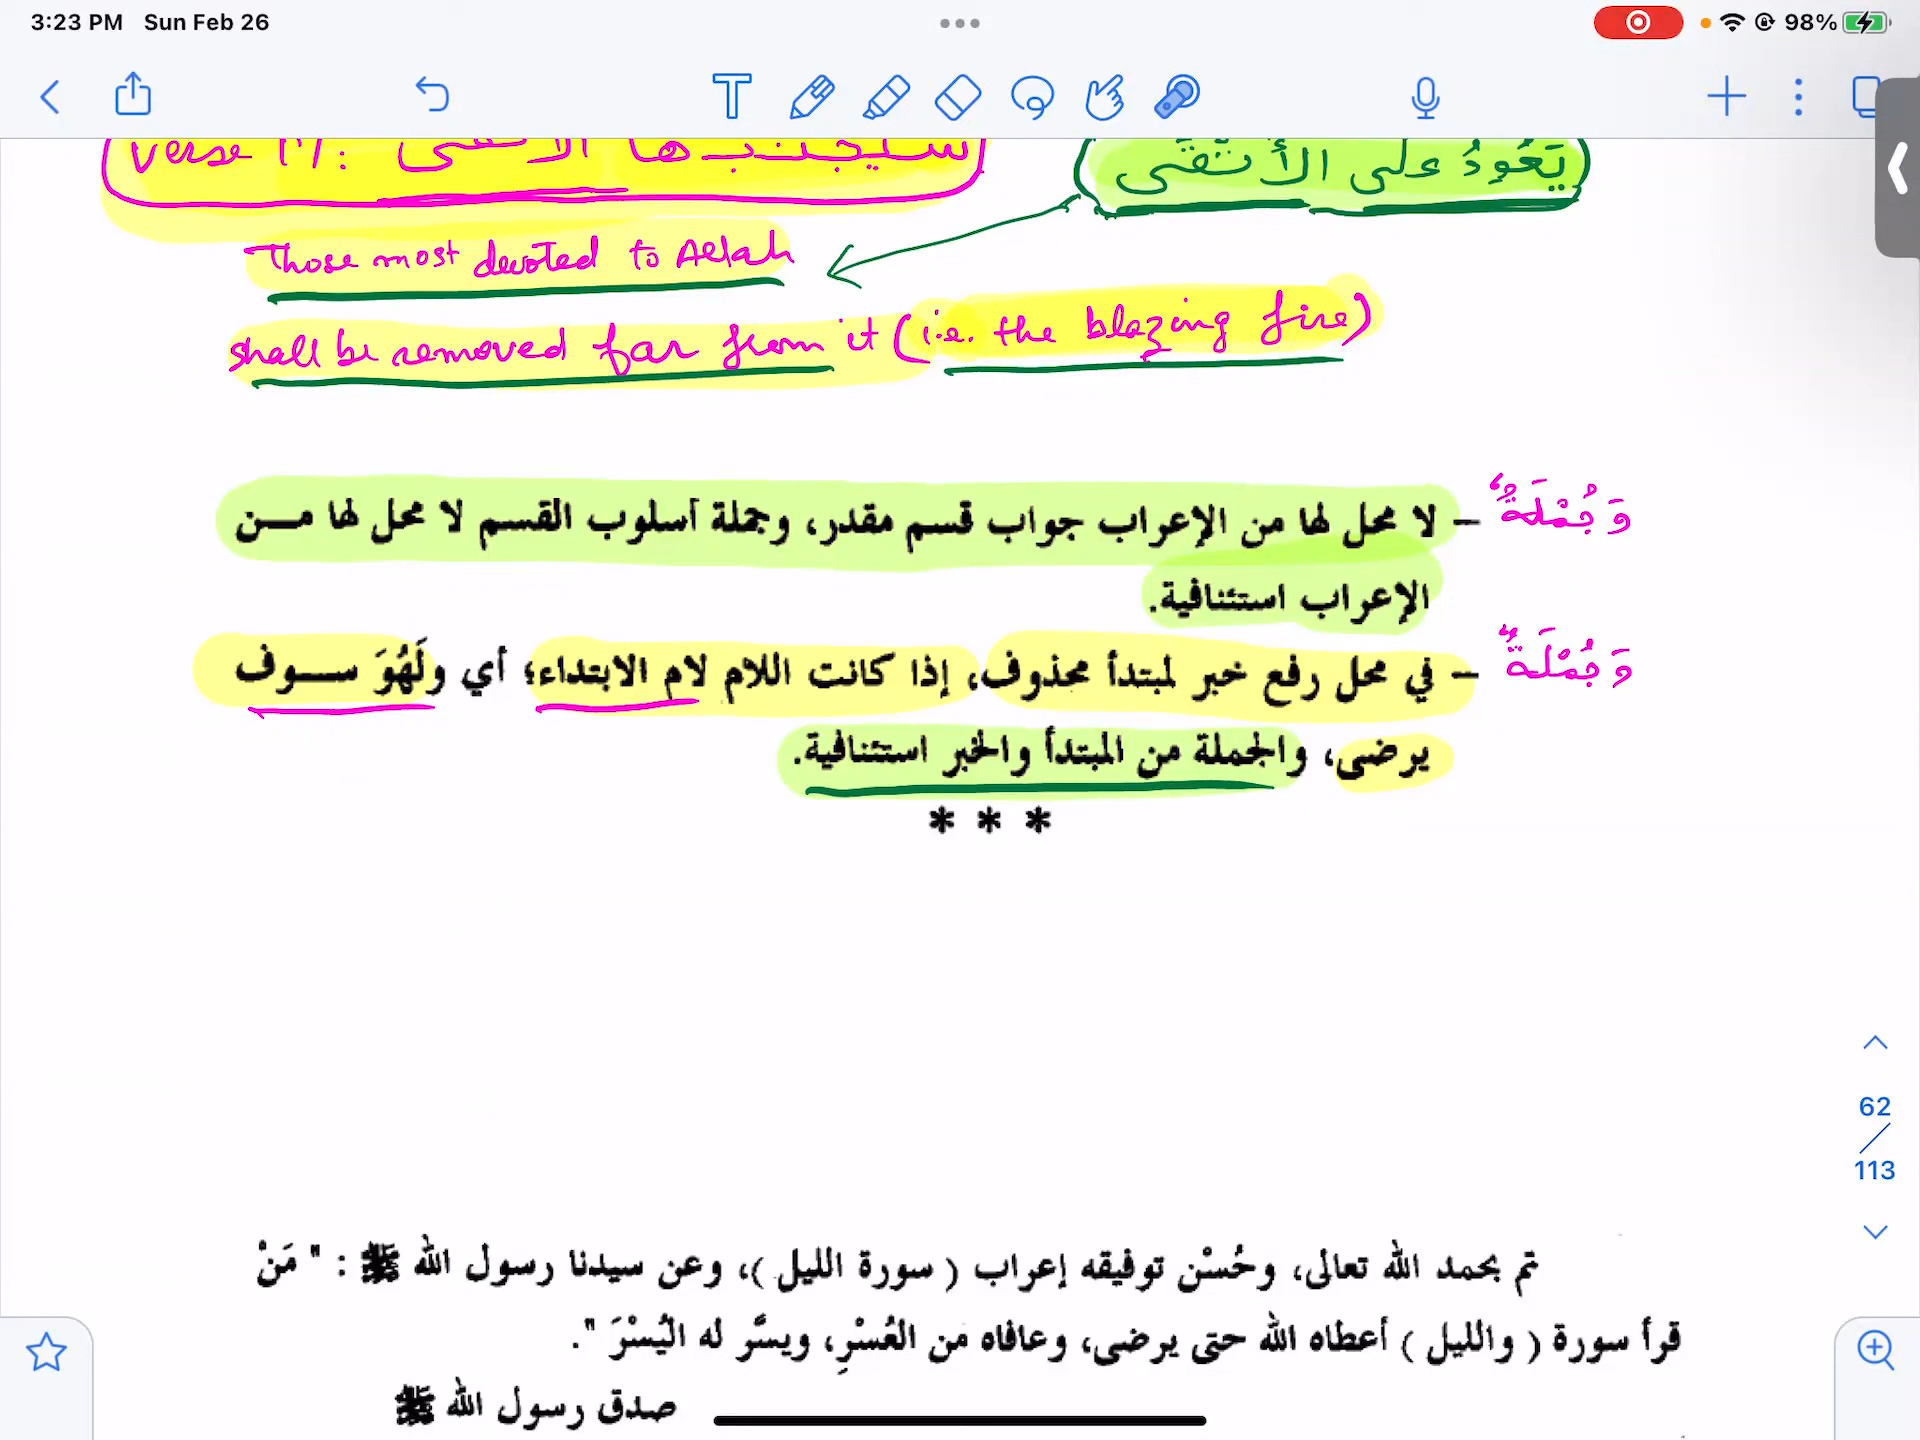 3:23 PM Sun Feb 26
98%
Verse 17: سيجنبها الأتقى
يَعُودُ على الأَتْقَى
Those most devoted to Allah
shall be removed far from it (i.e. the blazing fire)
وَجُمْلَةٌ – لا محل لها من الإعراب جواب قسم مقدر، وجملة أسلوب القسم لا محل لها من
الإعراب استئنافية.
وَجُمْلَةٌ – في محل رفع خبر لمبتدأ محذوف، إذا كانت اللام لام الابتداء؛ أي ولَهُوَ سوف
يرضى، والجملة من المبتدأ والخبر استئنافية.
* * *
62
113
تم بحمد الله تعالى، وحُسْن توفيقه إعراب ( سورة الليل )، وعن سيدنا رسول الله ﷺ : " مَنْ
قرأ سورة ( والليل ) أعطاه الله حتى يرضى، وعافاه من العُسْرِ، ويسَّر له اليُسْرَ ".
صدق رسول الله ﷺ